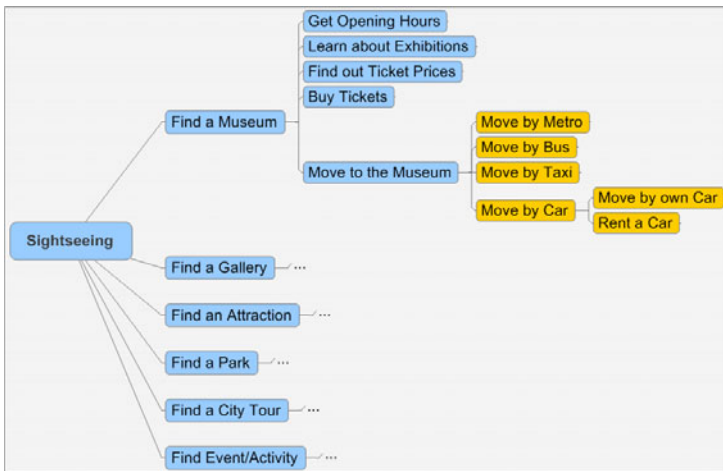 Get Opening Hours
Learn about Exhibitions
Find out Ticket Prices
Buy Tickets
Find a Museum
Move by Metro
Move by Bus
Move to the Museum
Move by Taxi
Move by own Car
Move by Car
Rent a Car
Sightseeing
Find a Gallery ...
Find an Attraction ...
Find a Park ...
Find a City Tour ...
Find Event/Activity ...